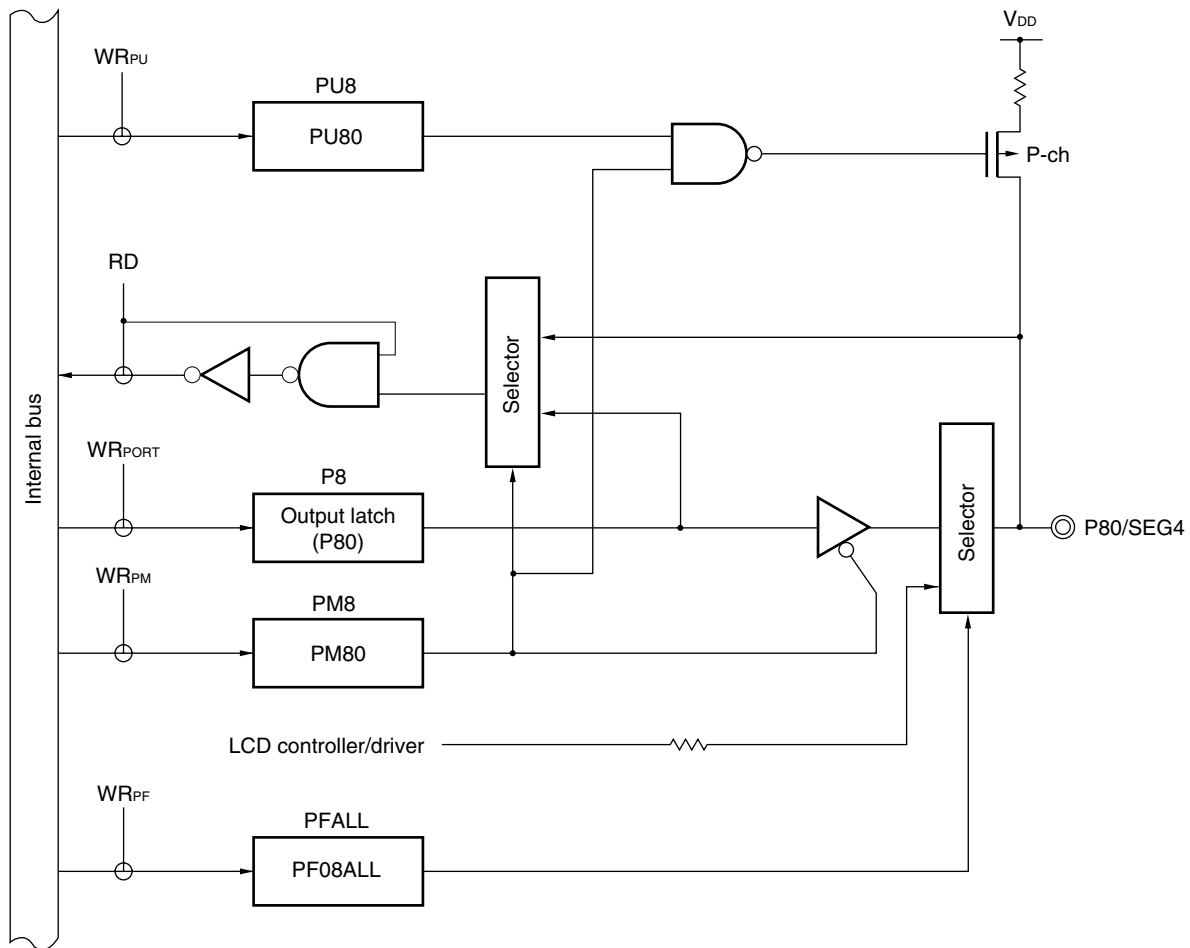 VDD
WRPU
PU8
PU80
P-ch
RD
Selector
Internal bus
WRPORT
P8
Output latch
(P80)
Selector
P80/SEG4
WRPM
PM8
PM80
LCD controller/driver
WRPF
PFALL
PF08ALL